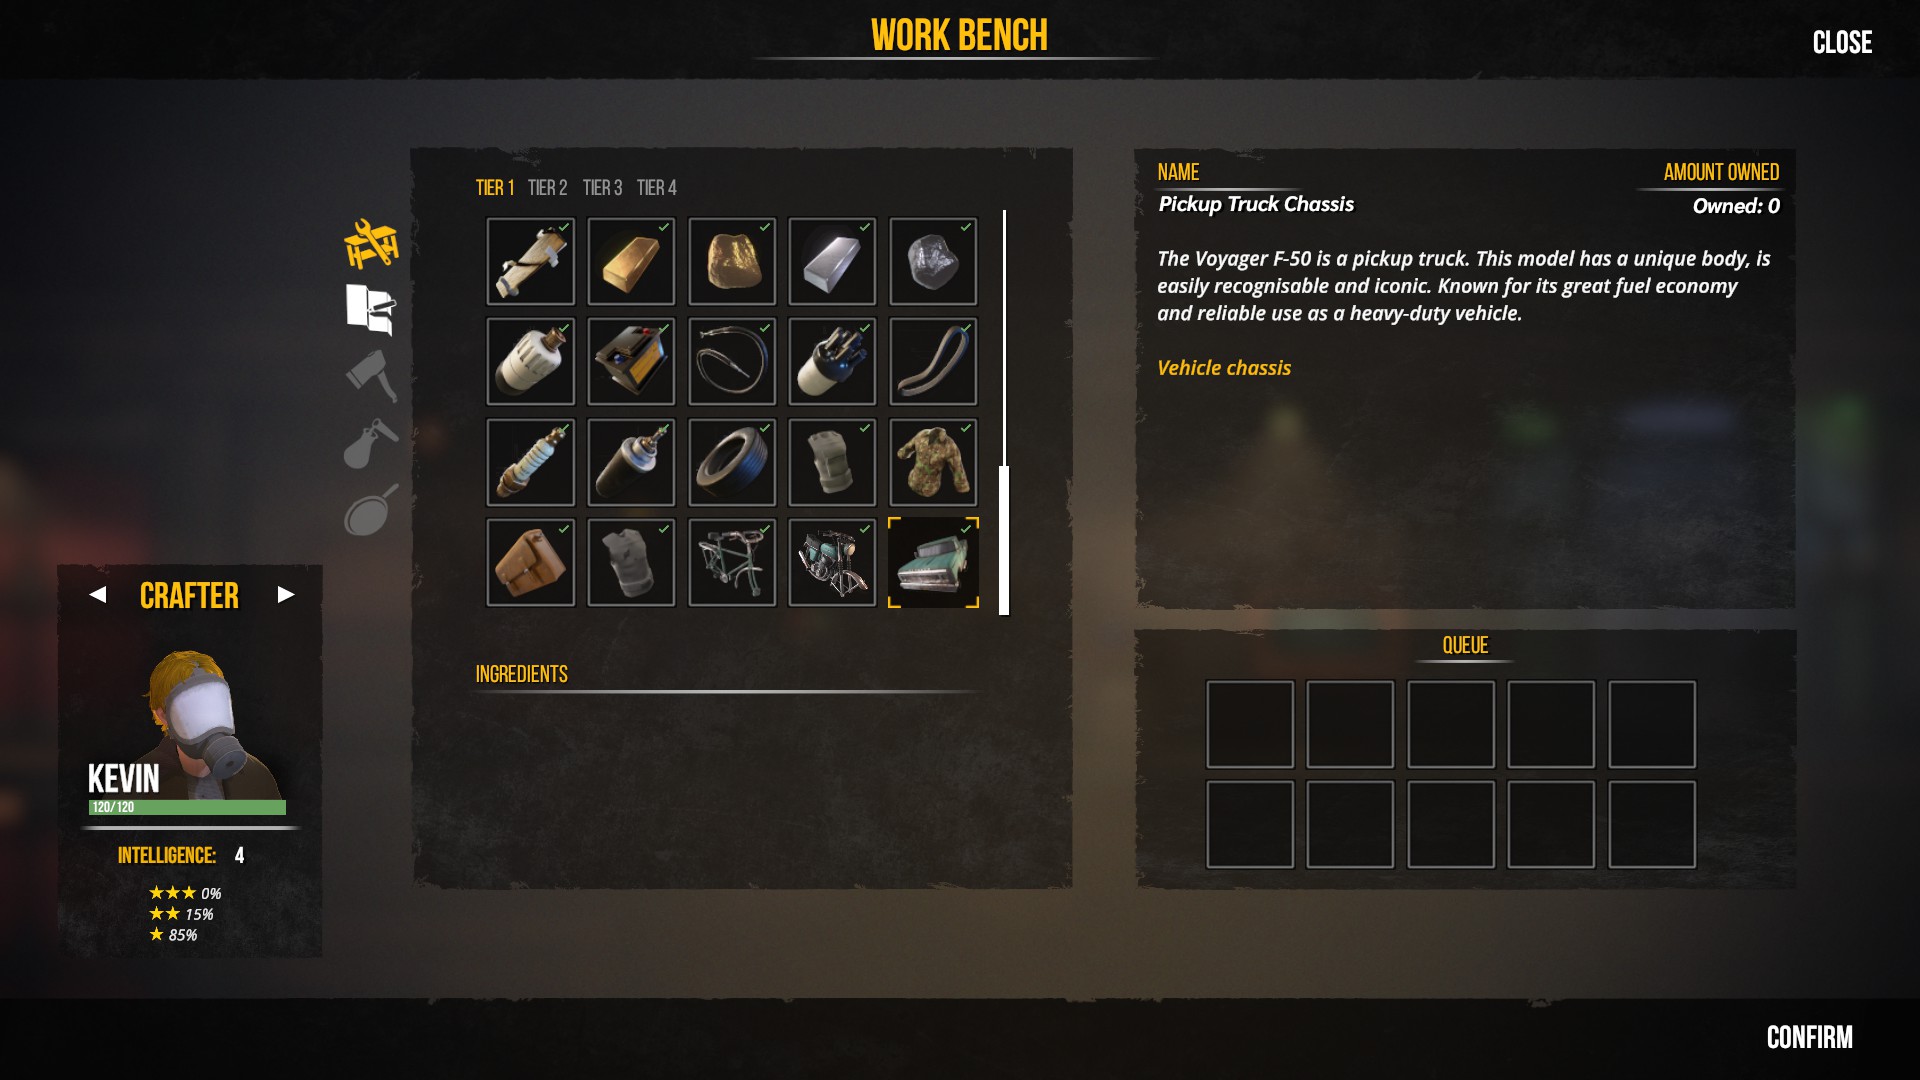 WORK BENCH
CLOSE
TIER 1 TIER 2 TIER 3 TIER 4
NAME
AMOUNT OWNED
Pickup Truck Chassis
Owned: 0
The Voyager F-50 is a pickup truck. This model has a unique body, is
easily recognisable and iconic. Known for its great fuel economy
and reliable use as a heavy-duty vehicle.
Vehicle chassis
CRAFTER
KEVIN
120/120
INTELLIGENCE: 4
★★★ 0%
★★ 15%
★ 85%
INGREDIENTS
QUEUE
CONFIRM